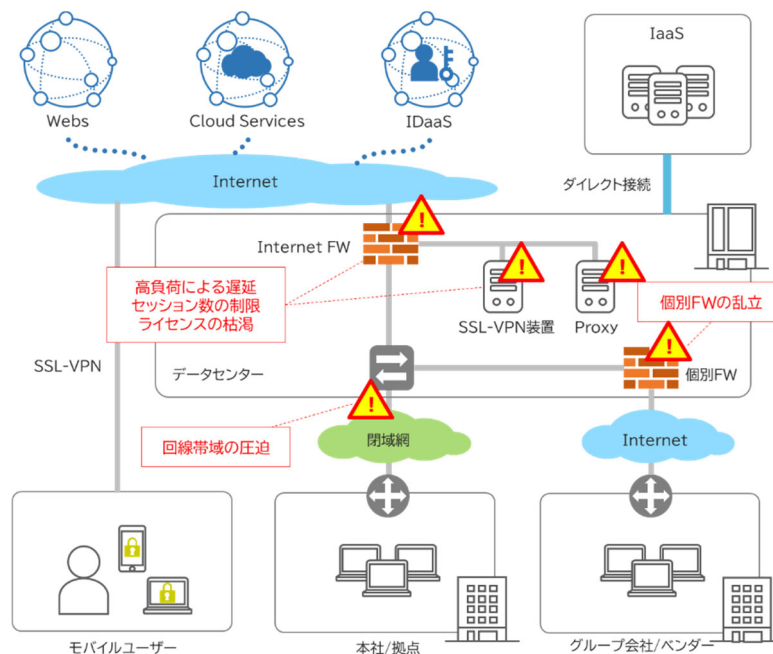 IaaS
Webs
Cloud Services
IDaaS
Internet
ダイレクト接続
Internet FW
高負荷による遅延
セッション数の制限
ライセンスの枯渇
個別FWの乱立
SSL-VPN装置
Proxy
SSL-VPN
データセンター
個別FW
回線帯域の圧迫
閉域網
Internet
モバイルユーザー
本社/拠点
グループ会社/ベンダー